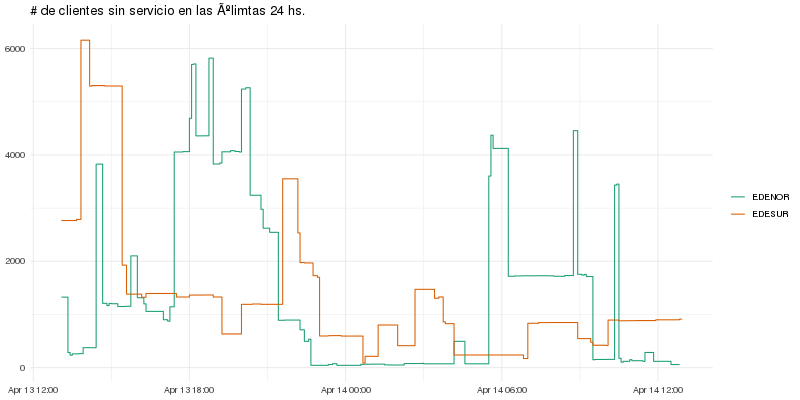 # de clientes sin servicio en las Ãºlimtas 24 hs.
6000
4000
2000
0
Apr 13 12:00
Apr 13 18:00
Apr 14 00:00
Apr 14 06:00
Apr 14 12:00
EDENOR
EDESUR